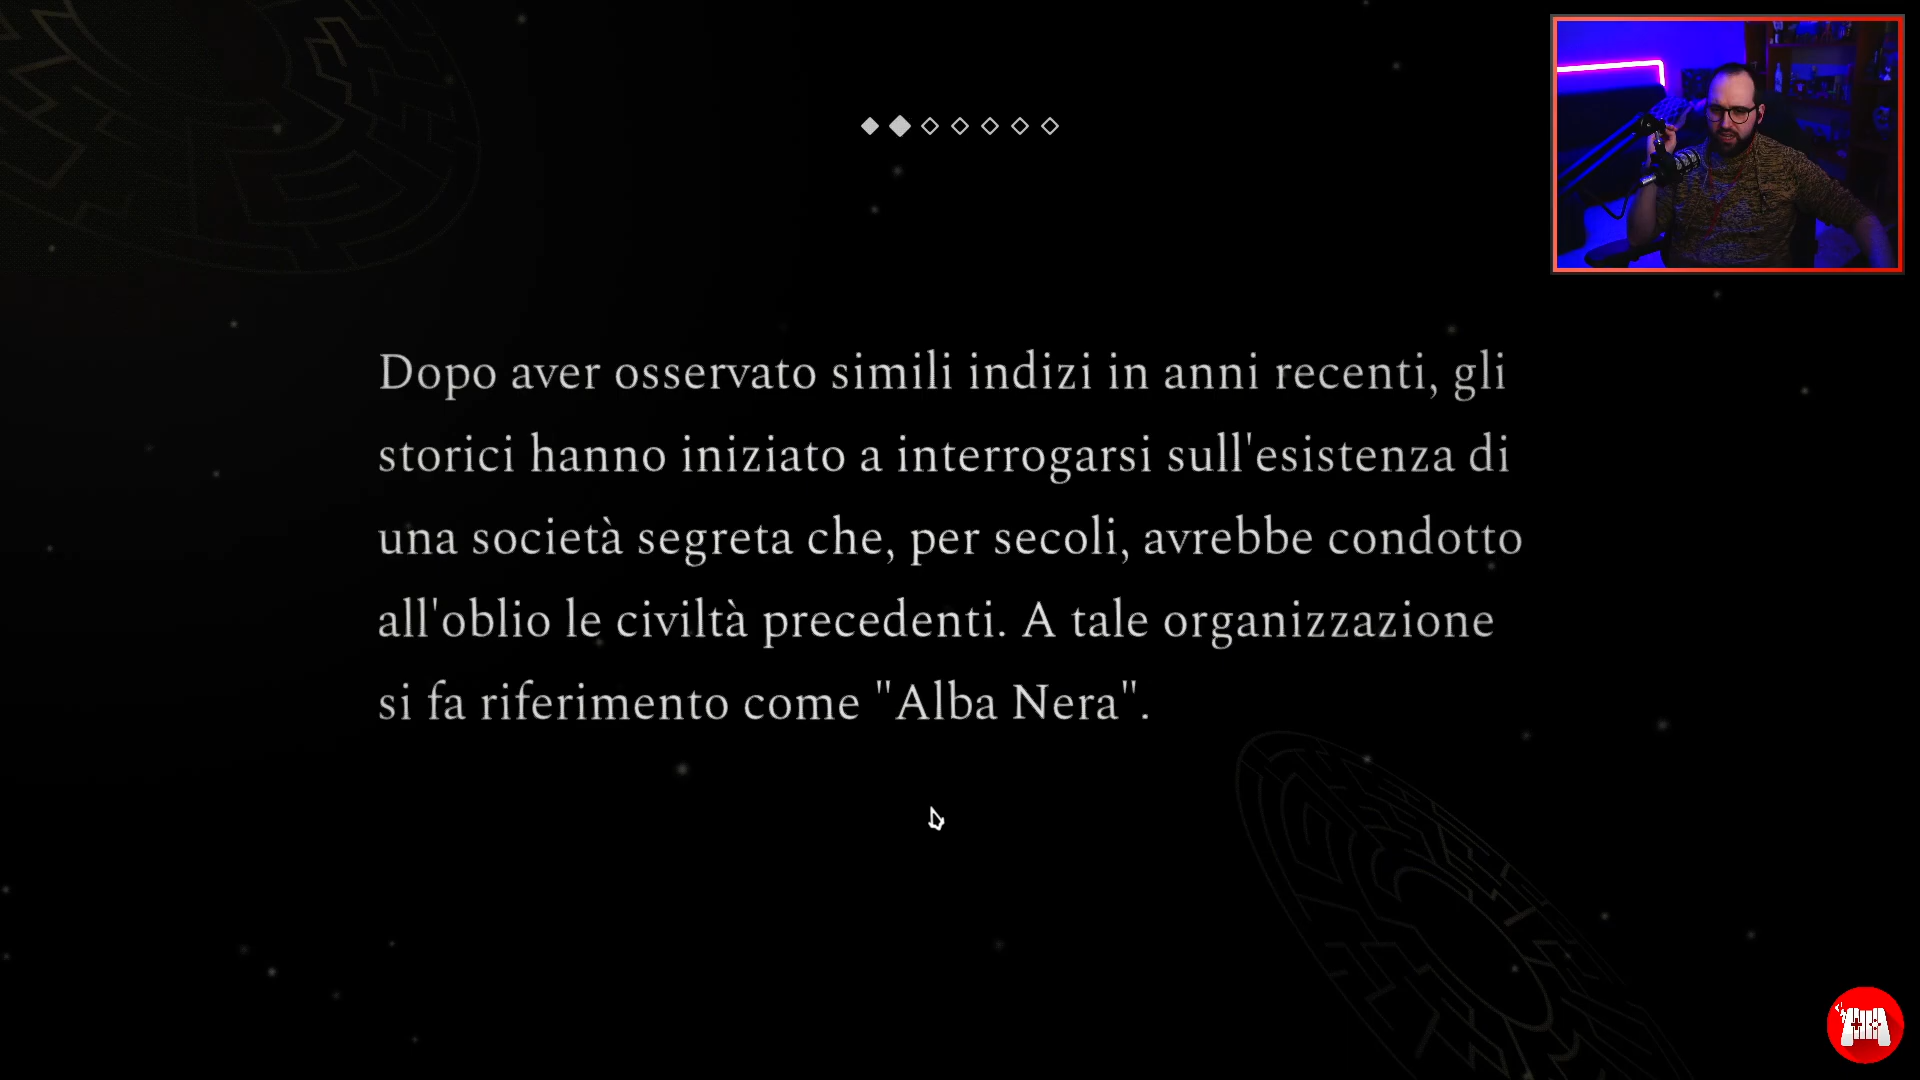 Dopo aver osservato simili indizi in anni recenti, gli
storici hanno iniziato a interrogarsi sull'esistenza di
una società segreta che, per secoli, avrebbe condotto
all'oblio le civiltà precedenti. A tale organizzazione
si fa riferimento come "Alba Nera".